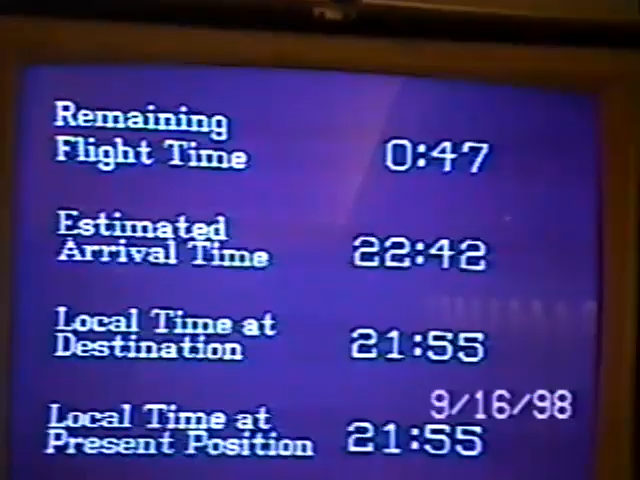 Remaining
Flight Time 0:47
Estimated
Arrival Time 22:42
Local Time at
Destination 21:55
9/16/98
Local Time at
Present Position 21:55